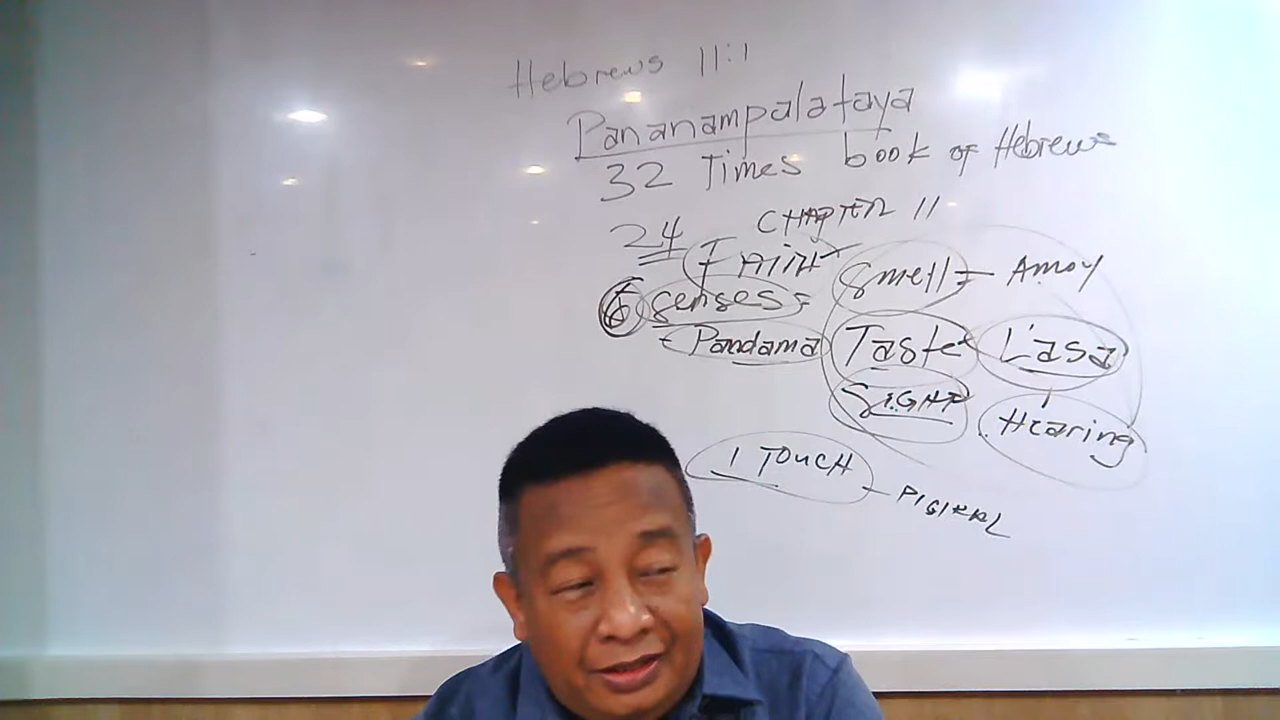 Hebrews 11:1
Pananampalataya
32 Times book of Hebrews
24 CHAPTER 11
FAITH Smell = AMOY
senses =
- Pandama Taste Lasa
SIGHT Hearing
1 TOUCH - PISIKAL